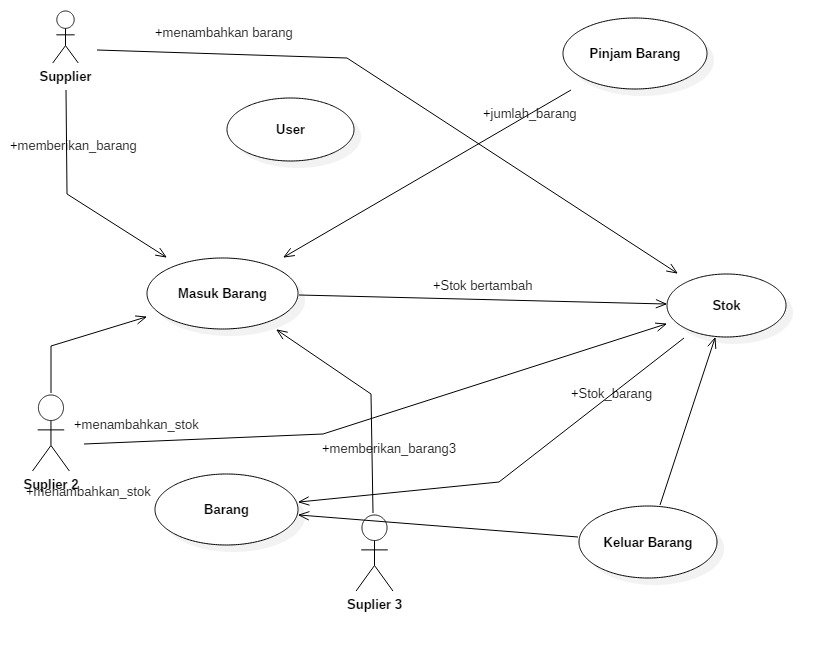 +menambahkan barang
Pinjam Barang
Supplier
+jumlah_barang
User
+memberikan_barang
+Stok bertambah
Masuk Barang
Stok
+Stok_barang
+menambahkan_stok
+memberikan_barang3
Suplier 2
+menambahkan_stok
Barang
Keluar Barang
Suplier 3